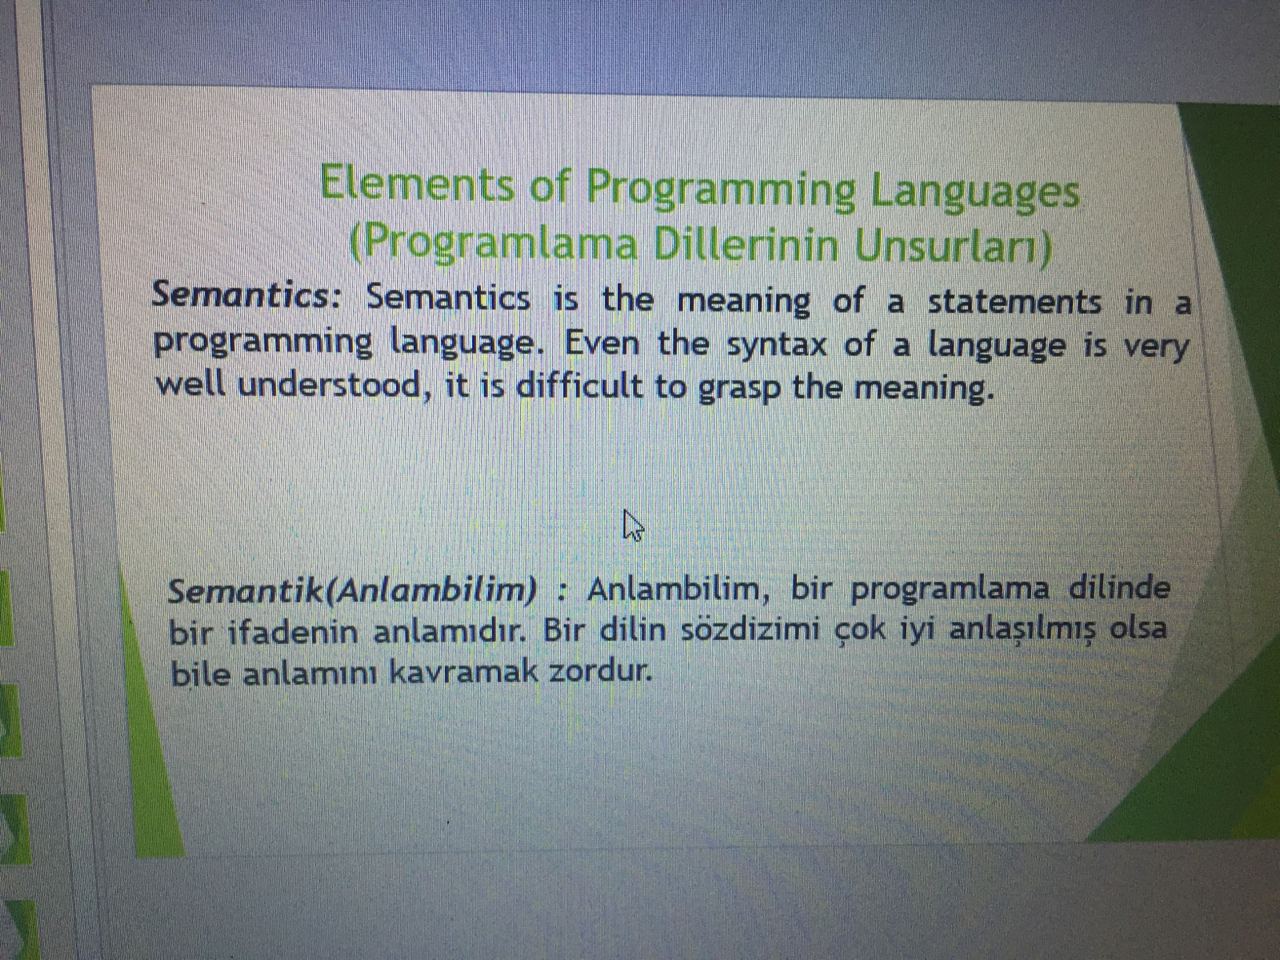 Elements of Programming Languages
(Programlama Dillerinin Unsurları)
Semantics: Semantics is the meaning of a statements in a
programming language. Even the syntax of a language is very
well understood, it is difficult to grasp the meaning.
Semantik(Anlambilim) : Anlambilim, bir programlama dilinde
bir ifadenin anlamıdır. Bir dilin sözdizimi çok iyi anlaşılmış olsa
bile anlamını kavramak zordur.